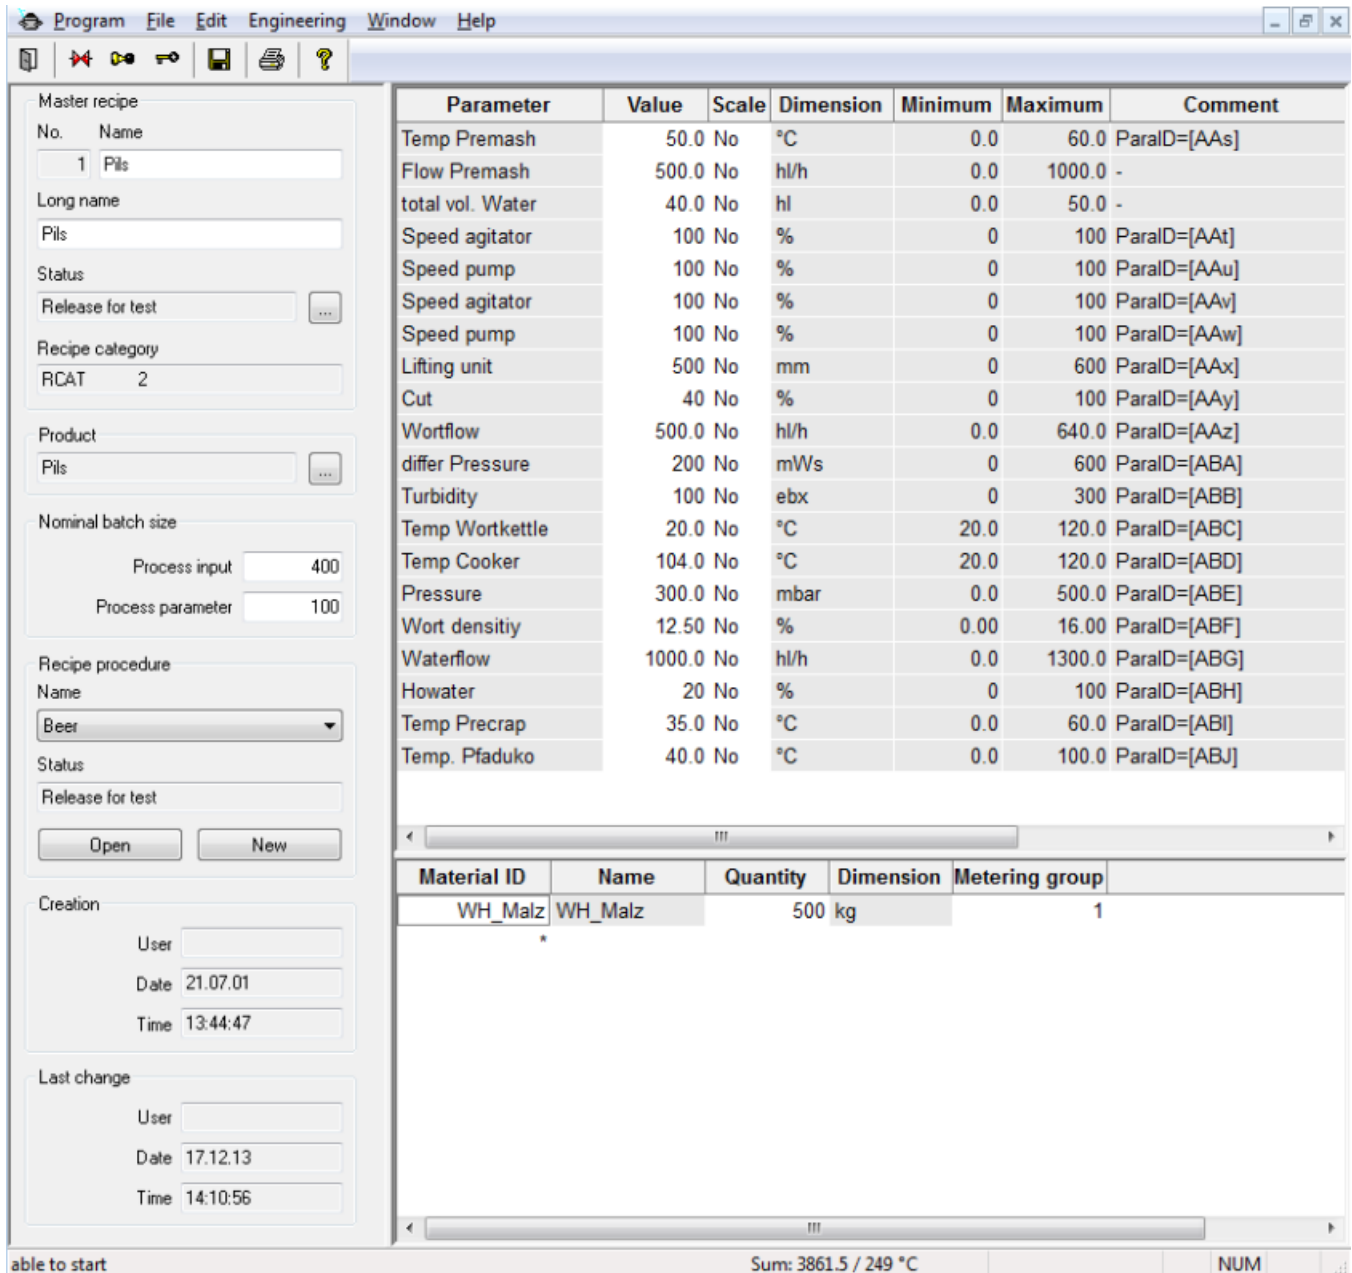 Program File Edit Engineering Window Help
Master recipe
No. Name
1 Pils
Long name
Pils
Status
Release for test ...
Recipe category
RCAT 2
Product
Pils ...
Nominal batch size
Process input 400
Process parameter 100
Recipe procedure
Name
Beer
Status
Release for test
Open New
Creation
User
Date 21.07.01
Time 13:44:47
Last change
User
Date 17.12.13
Time 14:10:56
Parameter Value Scale Dimension Minimum Maximum Comment
Temp Premash 50.0 No °C 0.0 60.0 ParaID=[AAs]
Flow Premash 500.0 No hl/h 0.0 1000.0 -
total vol. Water 40.0 No hl 0.0 50.0 -
Speed agitator 100 No % 0 100 ParaID=[AAt]
Speed pump 100 No % 0 100 ParaID=[AAu]
Speed agitator 100 No % 0 100 ParaID=[AAv]
Speed pump 100 No % 0 100 ParaID=[AAw]
Lifting unit 500 No mm 0 600 ParaID=[AAx]
Cut 40 No % 0 100 ParaID=[AAy]
Wortflow 500.0 No hl/h 0.0 640.0 ParaID=[AAz]
differ Pressure 200 No mWs 0 600 ParaID=[ABA]
Turbidity 100 No ebx 0 300 ParaID=[ABB]
Temp Wortkettle 20.0 No °C 20.0 120.0 ParaID=[ABC]
Temp Cooker 104.0 No °C 20.0 120.0 ParaID=[ABD]
Pressure 300.0 No mbar 0.0 500.0 ParaID=[ABE]
Wort densitiy 12.50 No % 0.00 16.00 ParaID=[ABF]
Waterflow 1000.0 No hl/h 0.0 1300.0 ParaID=[ABG]
Howater 20 No % 0 100 ParaID=[ABH]
Temp Precrap 35.0 No °C 0.0 60.0 ParaID=[ABI]
Temp. Pfaduko 40.0 No °C 0.0 100.0 ParaID=[ABJ]
Material ID Name Quantity Dimension Metering group
WH_Malz WH_Malz 500 kg 1
*
able to start Sum: 3861.5 / 249 °C NUM